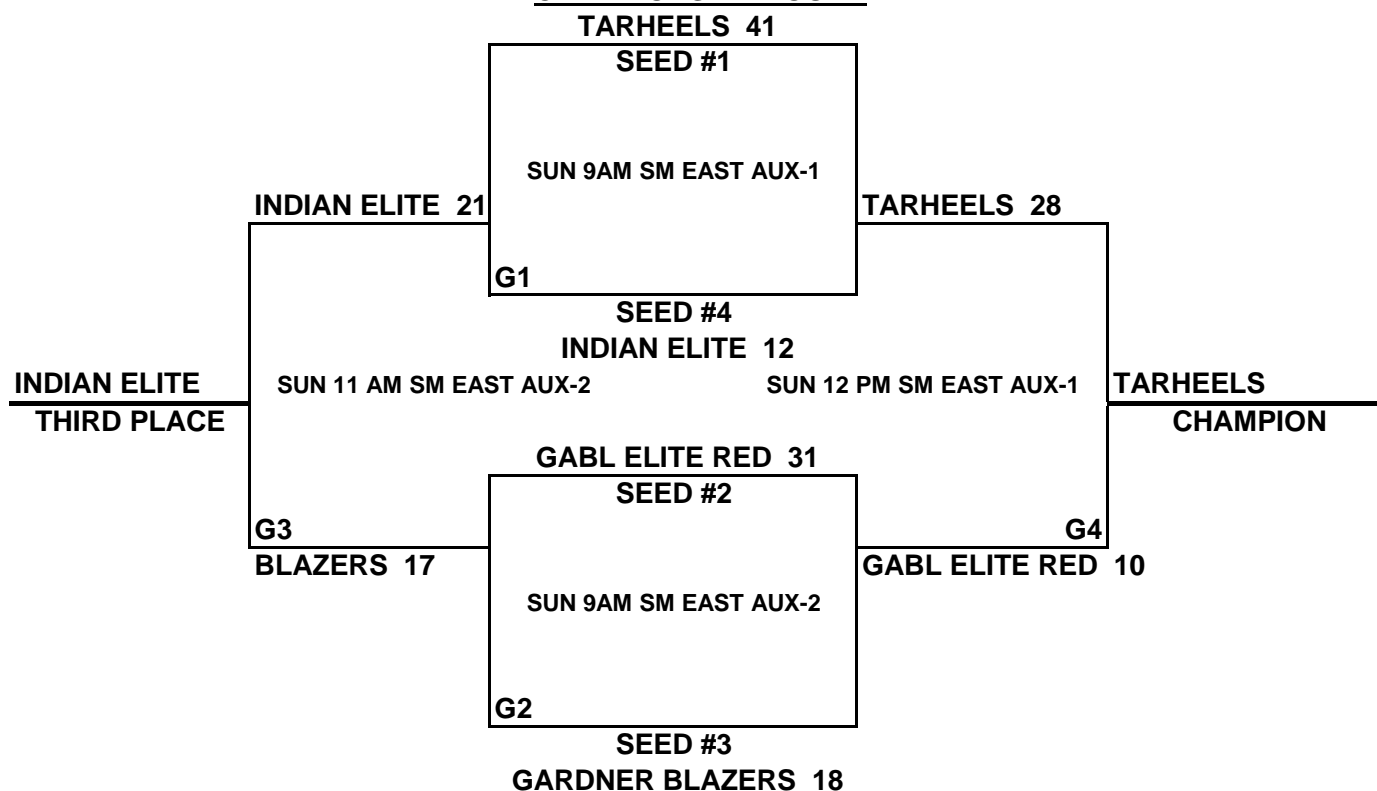 TARHEELS 41
SEED #1
SUN 9AM SM EAST AUX-1
INDIAN ELITE 21
TARHEELS 28
G1
SEED #4
INDIAN ELITE 12
INDIAN ELITE
SUN 11 AM SM EAST AUX-2
SUN 12 PM SM EAST AUX-1
TARHEELS
THIRD PLACE
CHAMPION
GABL ELITE RED 31
SEED #2
G3
G4
BLAZERS 17
GABL ELITE RED 10
SUN 9AM SM EAST AUX-2
G2
SEED #3
GARDNER BLAZERS 18